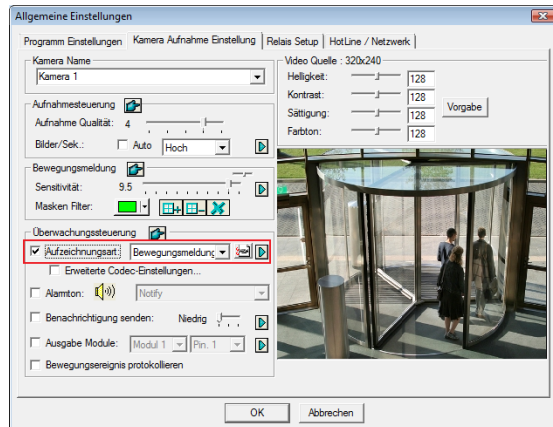 Allgemeine Einstellungen
Programm Einstellungen Kamera Aufnahme Einstellung Relais Setup HotLine / Netzwerk
Kamera Name
Kamera 1
Aufnahmesteuerung
Aufnahme Qualität: 4
Bilder/Sek.: Auto Hoch
Bewegungsmeldung
Sensitivität: 9.5
Masken Filter:
Überwachungssteuerung
Aufzeichnungsart: Bewegungsmeldung
Erweiterte Codec-Einstellungen...
Alarmton: Notify
Benachrichtigung senden: Niedrig
Ausgabe Module: Modul 1 Pin. 1
Bewegungsereignis protokollieren
Video Quelle : 320x240
Helligkeit: 128
Kontrast: 128
Sättigung: 128
Farbton: 128
Vorgabe
OK Abbrechen